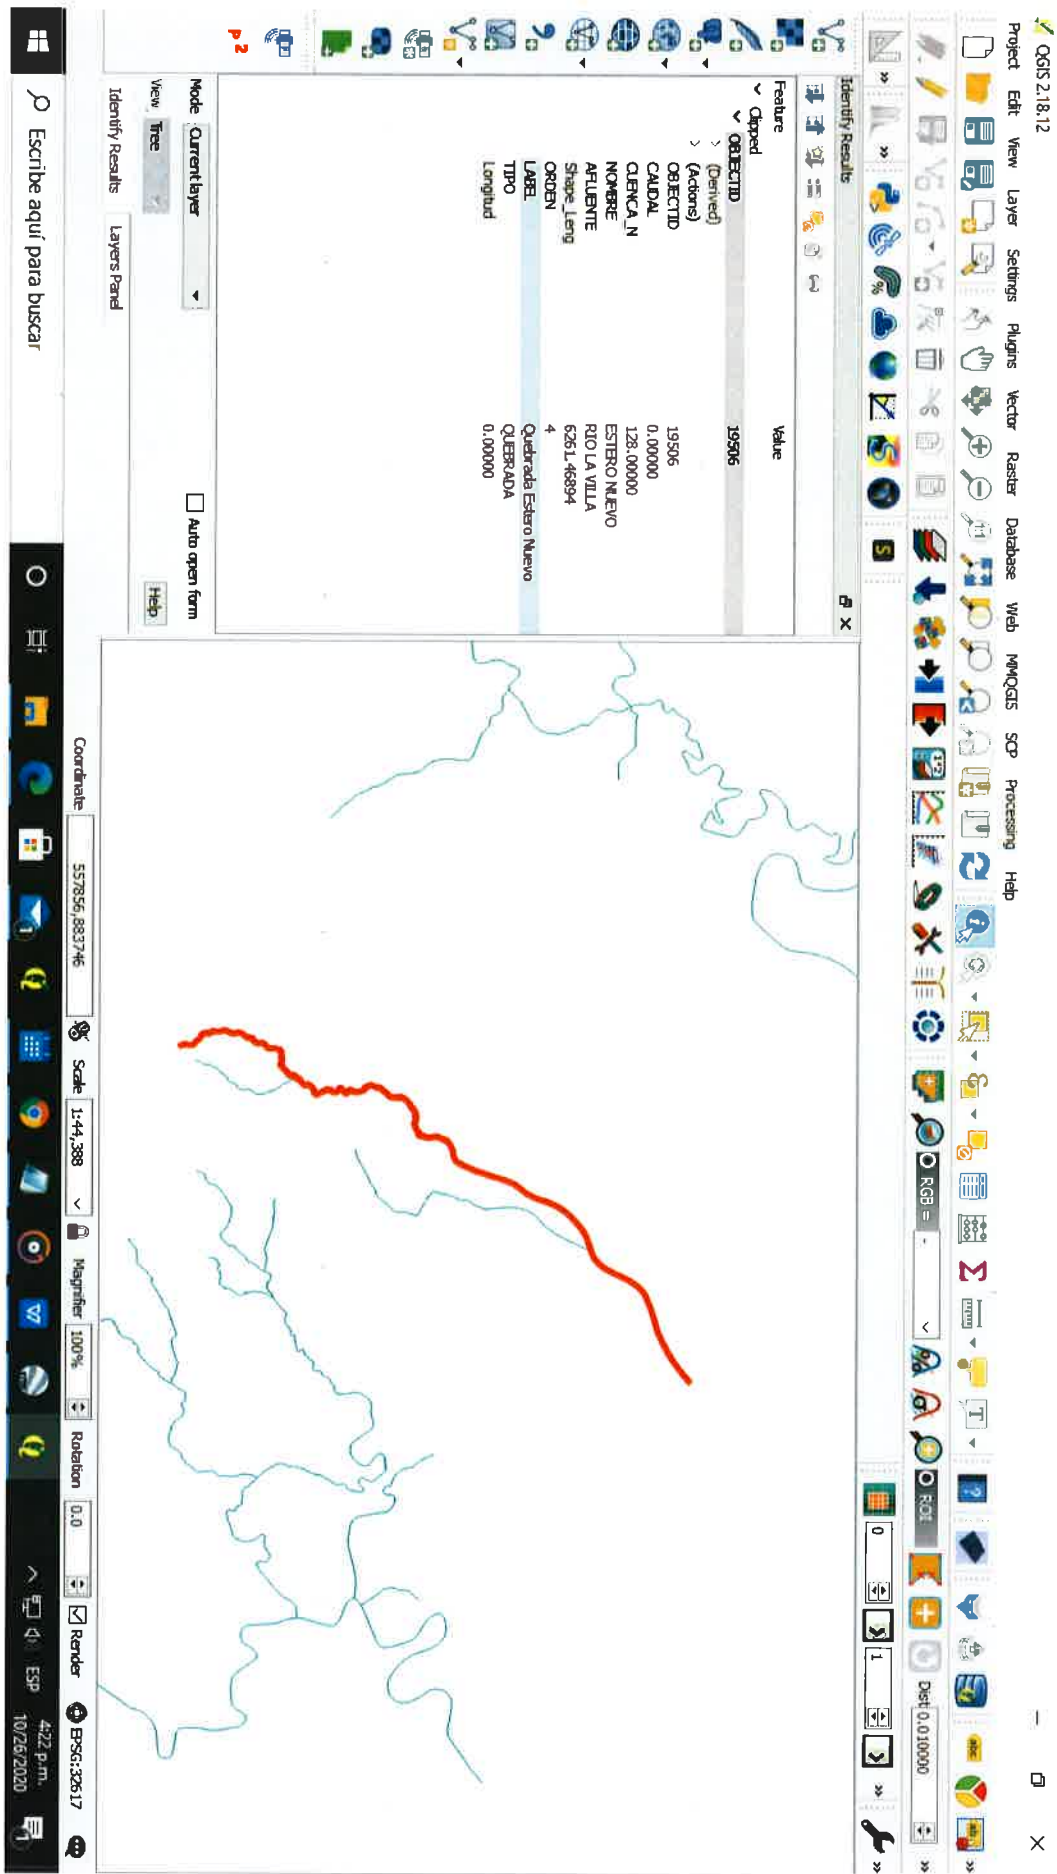 QGIS 2.18.12
Project Edit View Layer Settings Plugins Vector Raster Database Web MMQGIS SCP Processing Help
RGB = -
ROI
Dist 0.010000
S
0
1
Identify Results
Feature Value
Clipped
OBJECTID 19506
(Derived)
(Actions)
OBJECTID 19506
CAUDAL 0.00000
CUENCA_N 128.00000
NOMBRE ESTERO NUEVO
AFLUENTE RIO LA VILLA
Shape_Leng 6261.46894
ORDEN 4
LABEL Quebrada Estero Nuevo
TIPO QUEBRADA
Longitud 0.00000
Mode Current layer Auto open form
View Tree Help
Identify Results Layers Panel
P 2
Coordinate 557856,883746 Scale 1:44,388 Magnifier 100% Rotation 0.0 Render EPSG:32617
Escribe aquí para buscar
ESP
4:22 p.m.
10/26/2020